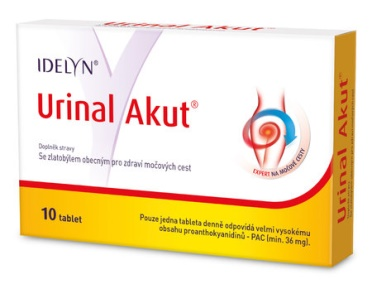 IDELYN®
Urinal Akut®
Doplněk stravy
Se zlatobýlem obecným pro zdraví močových cest
EXPERT NA MOČOVÉ CESTY
10 tablet
Pouze jedna tableta denně odpovídá velmi vysokému
obsahu proanthokyanidinů - PAC (min. 36 mg).